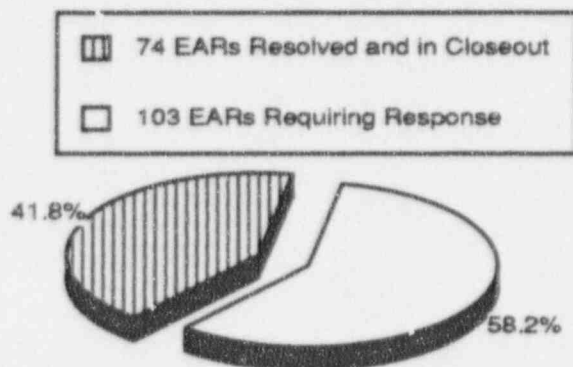 74 EARs Resolved and in Closeout
103 EARs Requiring Response
41.8%
58.2%